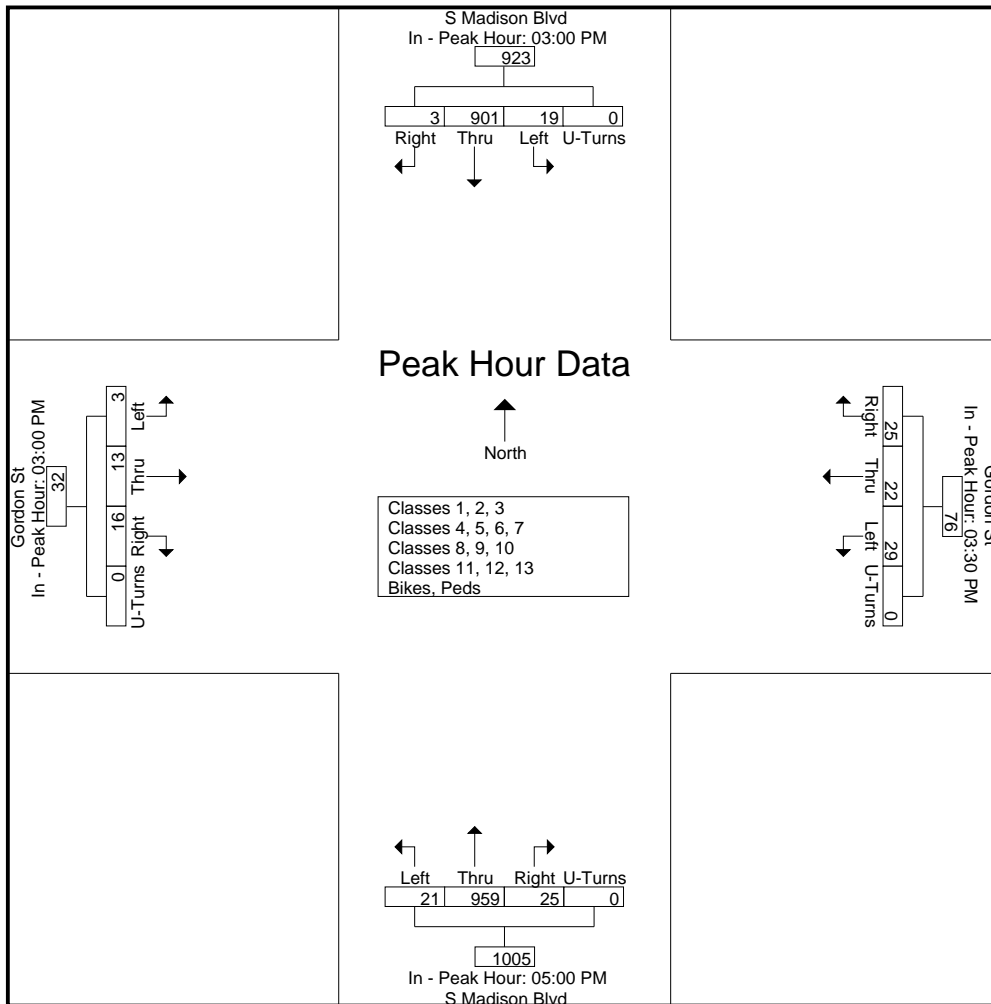 S Madison Blvd
In - Peak Hour: 03:00 PM
923
3 901 19 0
Right Thru Left U-Turns
Peak Hour Data
North
Classes 1, 2, 3
Classes 4, 5, 6, 7
Classes 8, 9, 10
Classes 11, 12, 13
Bikes, Peds
Gordon St
In - Peak Hour: 03:00 PM
32
3 13 16 0
Left Thru Right U-Turns
Gordon St
In - Peak Hour: 03:30 PM
76
25 22 29 0
Right Thru Left U-Turns
Left Thru Right U-Turns
21 959 25 0
1005
In - Peak Hour: 05:00 PM
S Madison Blvd